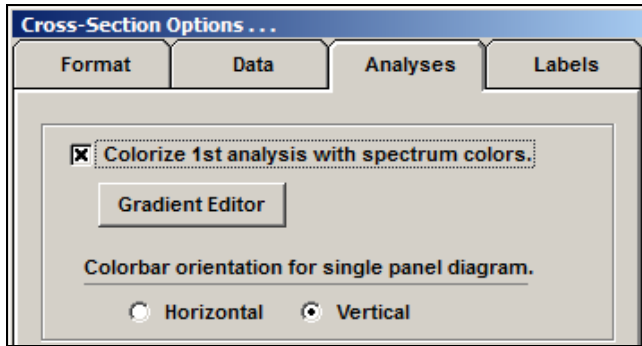 Cross-Section Options . . .
Format Data Analyses Labels
Colorize 1st analysis with spectrum colors.
Gradient Editor
Colorbar orientation for single panel diagram.
Horizontal Vertical